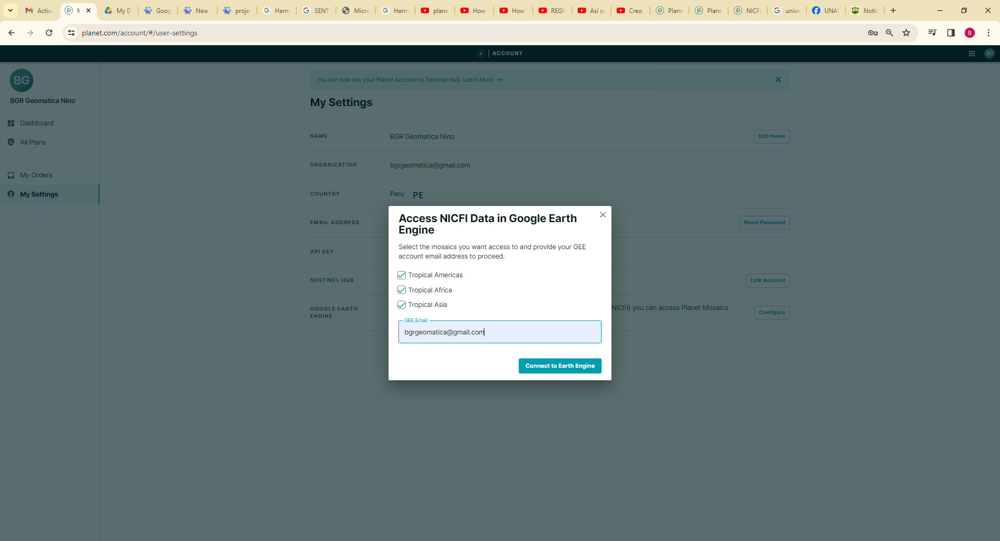 Activa
M
My D
Goog
New
proje
Harm
SENT
Micro
Harm
plane
How
How
REGIS
Así se
Creac
Plane
Plane
NICFI
unive
UNAS
Notic
planet.com/account/#/user-settings
B
p | ACCOUNT
BG
BG
BGR Geomatica Nino
Dashboard
All Plans
My Orders
My Settings
You can now link your Planet Account to Sentinel Hub. Learn More →
My Settings
NAME
BGR Geomatica Nino
Edit Name
ORGANIZATION
bgrgeomatica@gmail.com
COUNTRY
Peru PE
EMAIL ADDRESS
Reset Password
API KEY
SENTINEL HUB
Link Account
GOOGLE EARTH
ENGINE
NICFI) you can access Planet Mosaics
Configure
Access NICFI Data in Google Earth
Engine
Select the mosaics you want access to and provide your GEE
account email address to proceed.
Tropical Americas
Tropical Africa
Tropical Asia
GEE Email
bgrgeomatica@gmail.com
Connect to Earth Engine